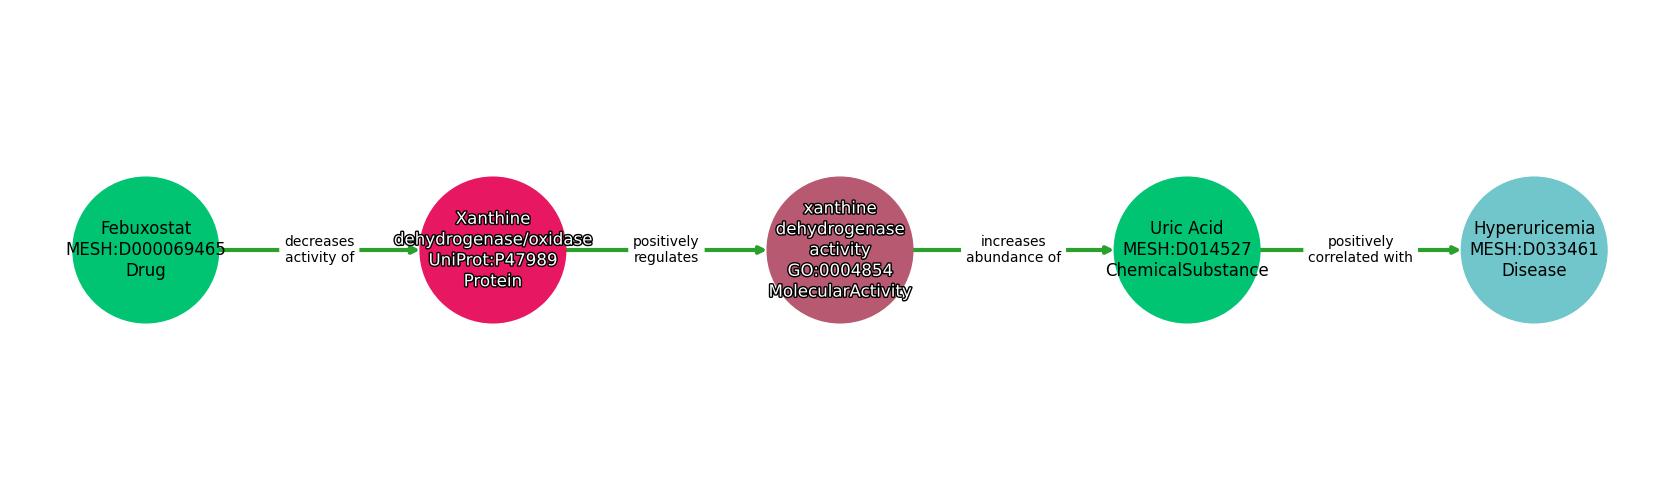 Febuxostat
MESH:D000069465
Drug
decreases
activity of
Xanthine
dehydrogenase/oxidase
UniProt:P47989
Protein
positively
regulates
xanthine
dehydrogenase
activity
GO:0004854
MolecularActivity
increases
abundance of
Uric Acid
MESH:D014527
ChemicalSubstance
positively
correlated with
Hyperuricemia
MESH:D033461
Disease